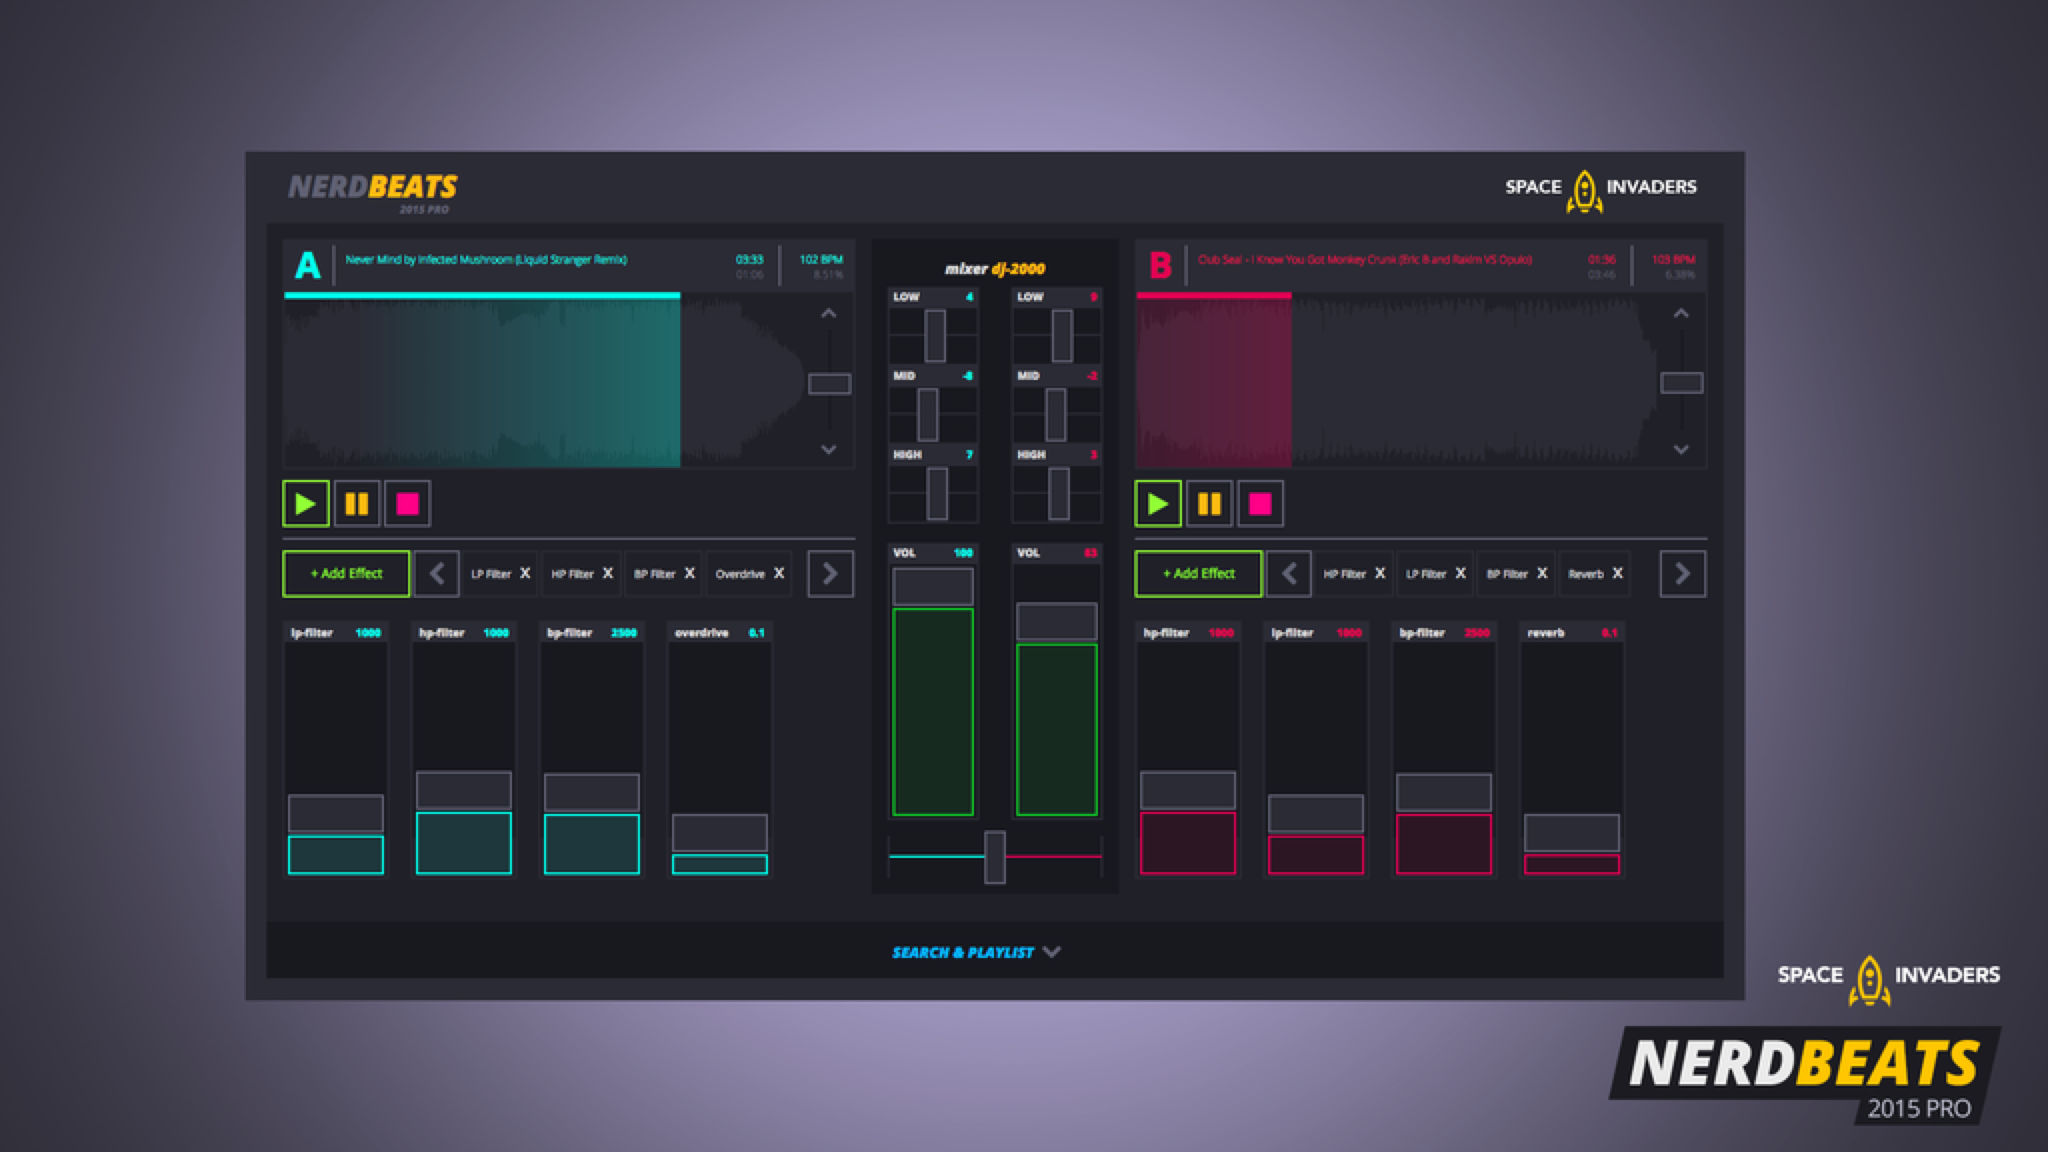 NERDBEATS
2015 PRO
SPACE INVADERS
A
Never Mind by Infected Mushroom (Liquid Stranger Remix)
03:33
01:06
102 BPM
8.51%
mixer dj-2000
LOW 4
LOW 9
MID -8
MID -2
HIGH 7
HIGH 3
VOL 100
VOL 83
B
Cub Seal - I Know You Got Monkey Crunk (Eric B and Rakim VS Opulo)
01:36
03:46
103 BPM
6.38%
+ Add Effect
LP Filter X
HP Filter X
BP Filter X
Overdrive X
+ Add Effect
HP Filter X
LP Filter X
BP Filter X
Reverb X
lp-filter 1000
hp-filter 1000
bp-filter 2500
overdrive 0.1
hp-filter 1000
lp-filter 1000
bp-filter 2500
reverb 0.1
SEARCH & PLAYLIST
SPACE INVADERS
NERDBEATS
2015 PRO